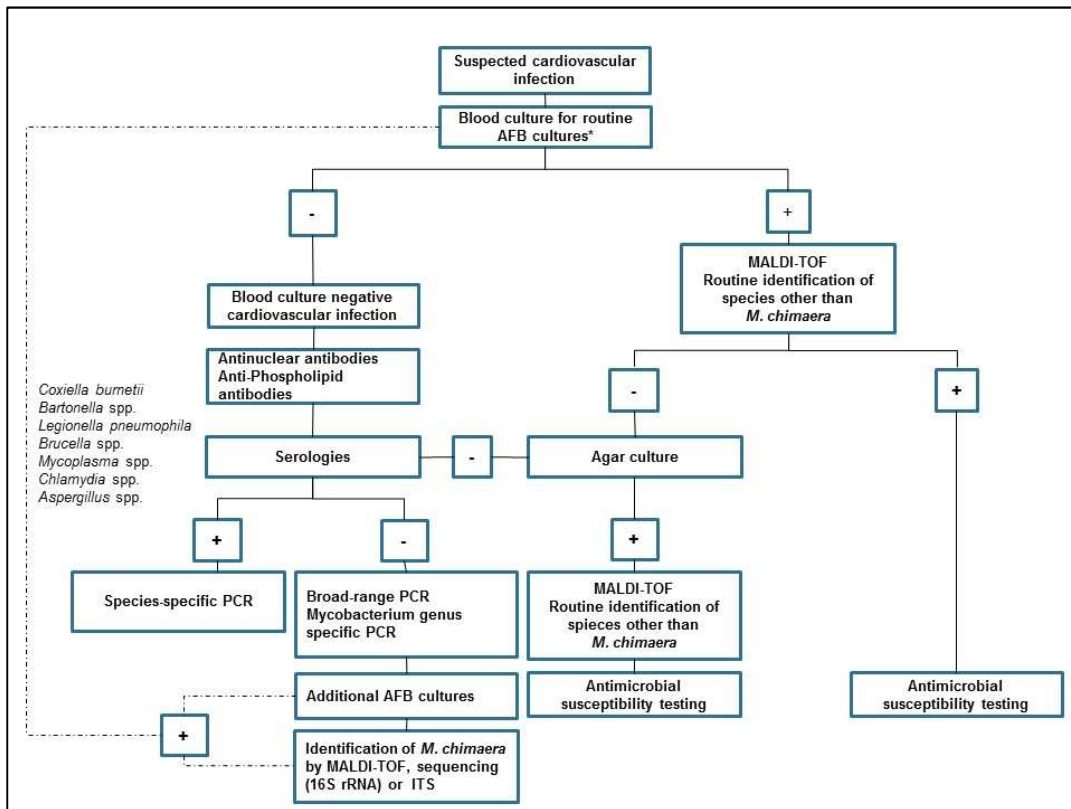 Suspected cardiovascular
infection
Blood culture for routine
AFB cultures*
-
+
MALDI-TOF
Routine identification of
species other than
M. chimaera
Blood culture negative
cardiovascular infection
Antinuclear antibodies
Anti-Phospholipid
antibodies
-
+
Coxiella burnetii
Bartonella spp.
Legionella pneumophila
Brucella spp.
Mycoplasma spp.
Chlamydia spp.
Aspergillus spp.
Serologies
-
Agar culture
+
-
+
Species-specific PCR
Broad-range PCR
Mycobacterium genus
specific PCR
MALDI-TOF
Routine identification of
spieces other than
M. chimaera
Additional AFB cultures
Antimicrobial
susceptibility testing
Antimicrobial
susceptibility testing
+
Identification of M. chimaera
by MALDI-TOF, sequencing
(16S rRNA) or ITS